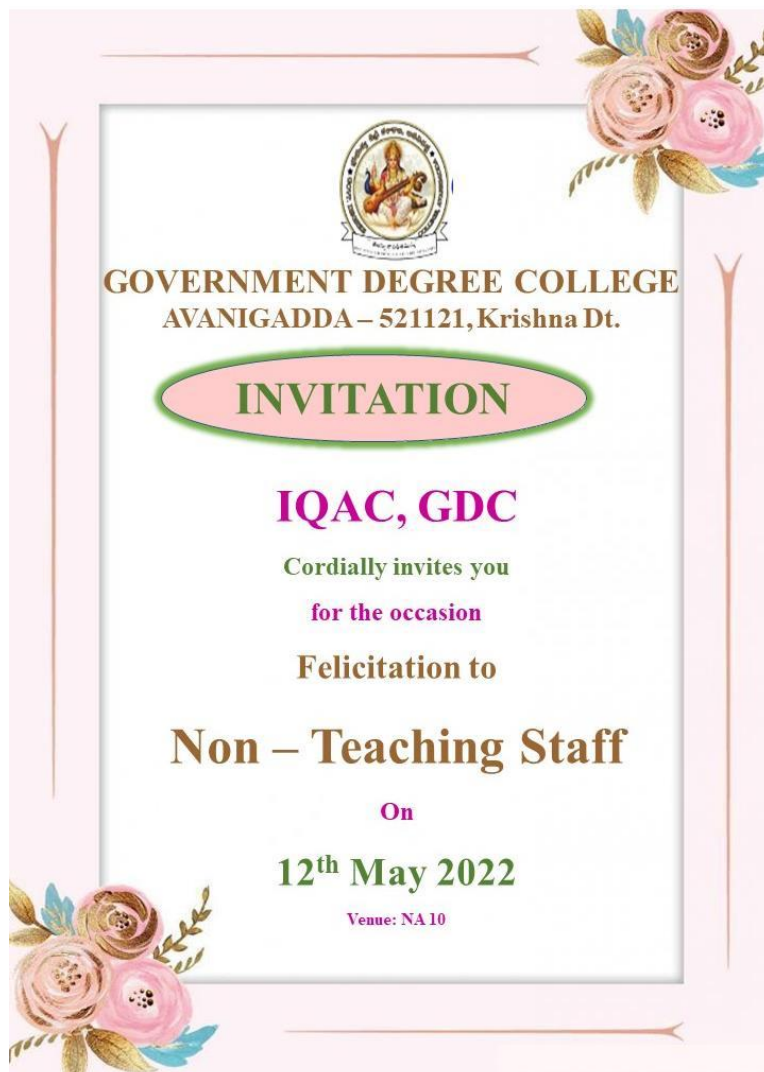 GOVERNMENT DEGREE COLLEGE
AVANIGADDA – 521121, Krishna Dt.
INVITATION
IQAC, GDC
Cordially invites you
for the occasion
Felicitation to
Non – Teaching Staff
On
12th May 2022
Venue: NA 10